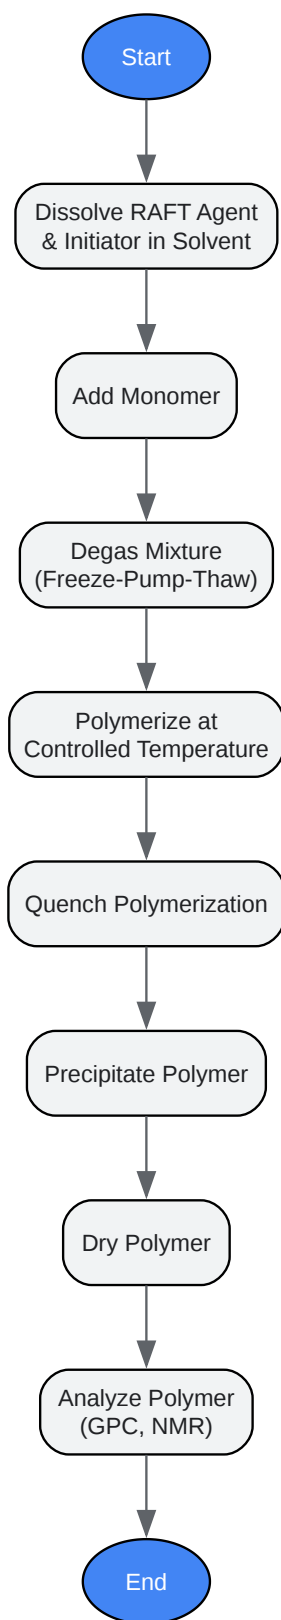 Start
Dissolve RAFT Agent
& Initiator in Solvent
Add Monomer
Degas Mixture
(Freeze-Pump-Thaw)
Polymerize at
Controlled Temperature
Quench Polymerization
Precipitate Polymer
Dry Polymer
Analyze Polymer
(GPC, NMR)
End